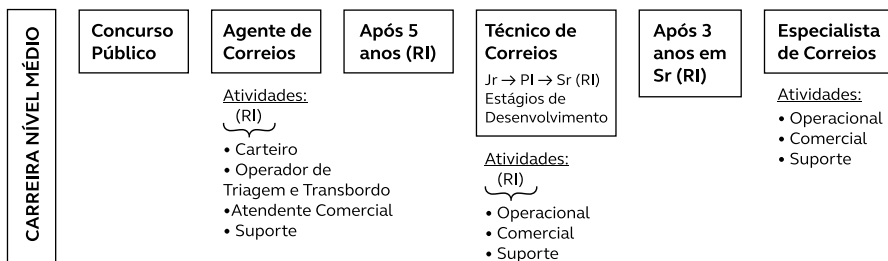 CARREIRA NÍVEL MÉDIO
Concurso
Público
Agente de
Correios
Atividades:
(RI)
• Carteiro
• Operador de
Triagem e Transbordo
•Atendente Comercial
• Suporte
Após 5
anos (RI)
Técnico de
Correios
Jr → Pl → Sr (RI)
Estágios de
Desenvolvimento
Atividades:
(RI)
• Operacional
• Comercial
• Suporte
Após 3
anos em
Sr (RI)
Especialista
de Correios
Atividades:
• Operacional
• Comercial
• Suporte